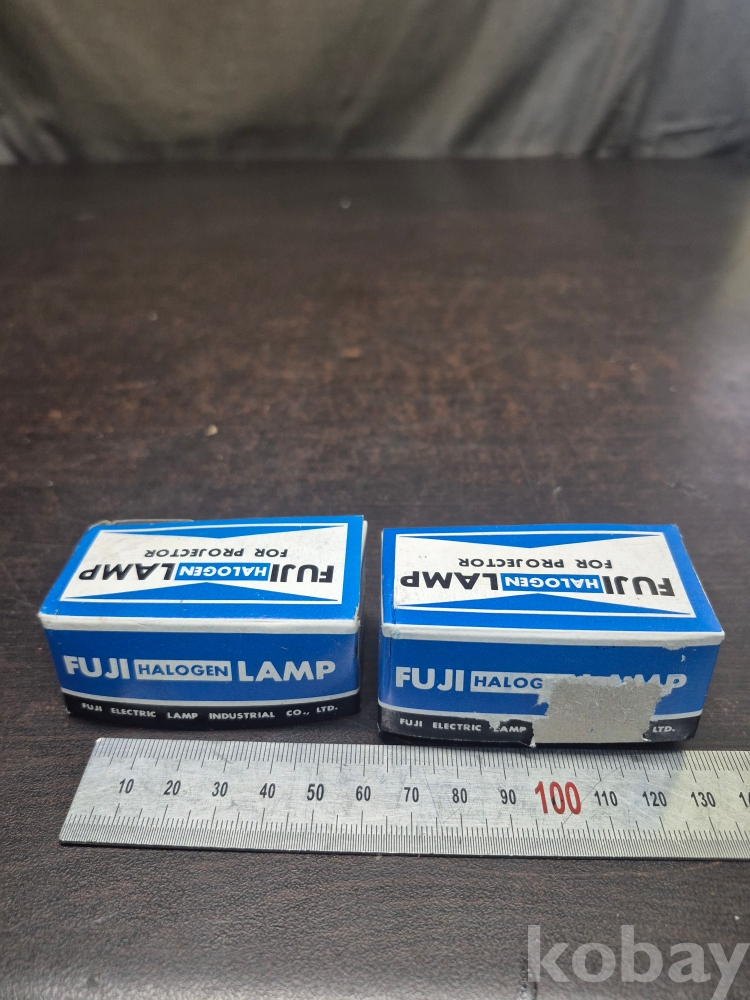 FUJI HALOGEN LAMP
FOR PROJECTOR
FUJI HALOGEN LAMP
FUJI ELECTRIC LAMP INDUSTRIAL CO., LTD.
FUJI HALOGEN LAMP
FOR PROJECTOR
FUJI HALOG LAMP
FUJI ELECTRIC LAMP LTD.
10 20 30 40 50 60 70 80 90 100 110 120 130
kobay